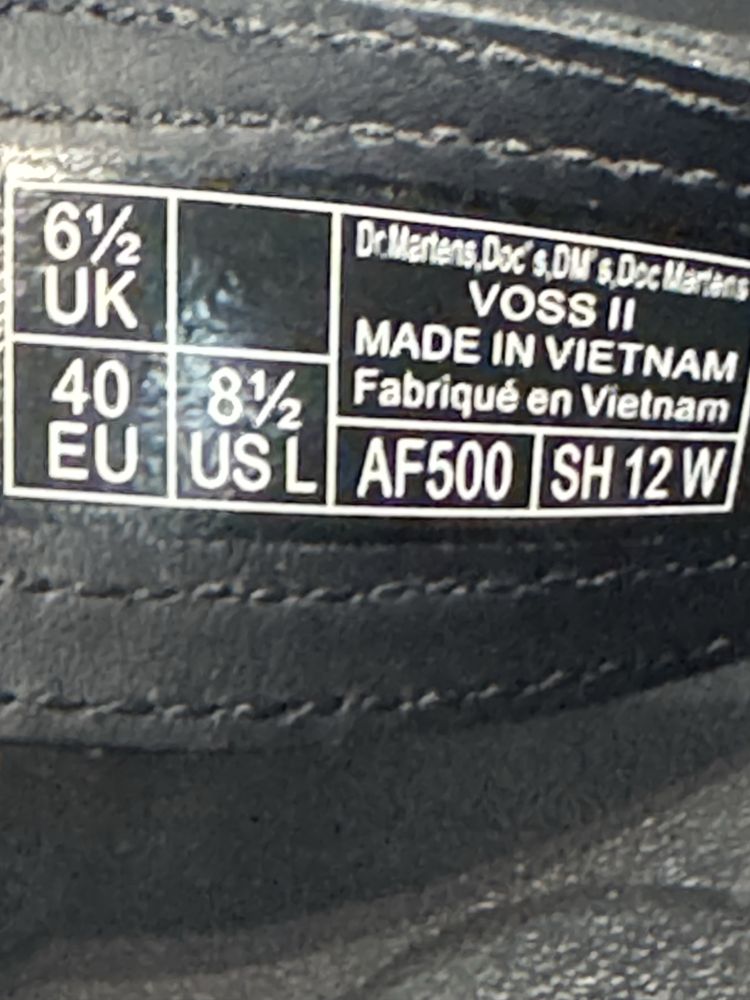 6½
UK
40
EU
8½
US L
Dr.Martens,Doc's,DM's,Doc Martens
VOSS II
MADE IN VIETNAM
Fabriqué en Vietnam
AF500
SH 12 W